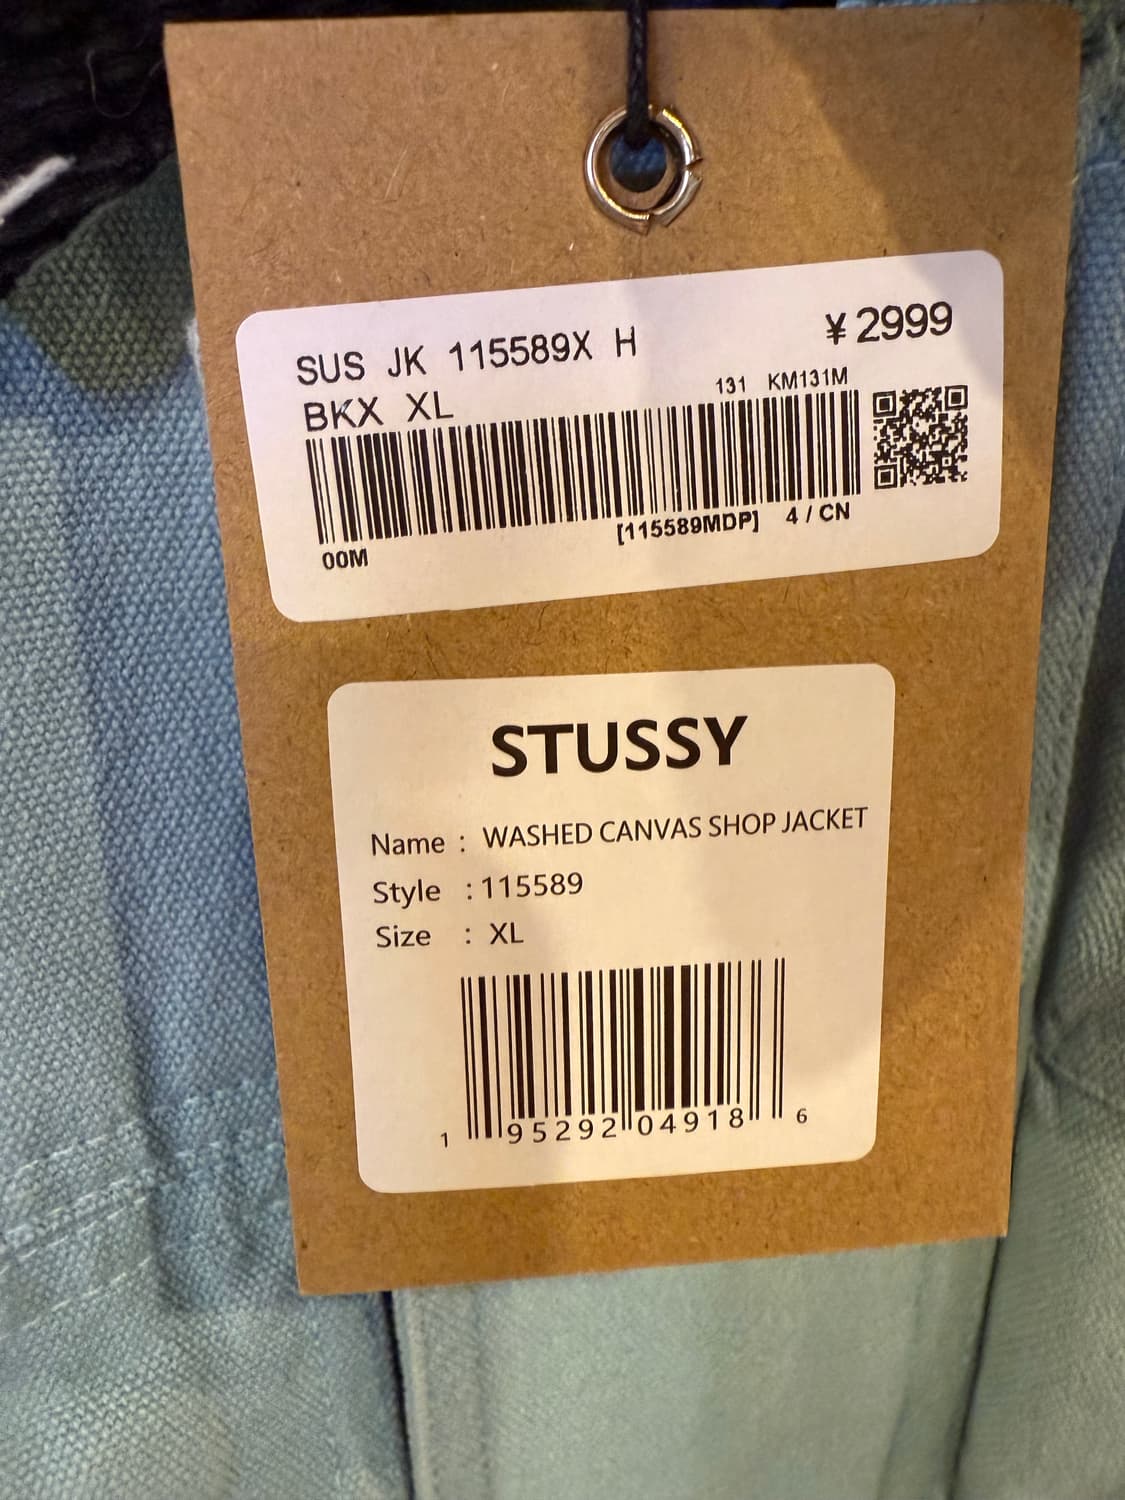 SUS JK 115589X H ¥2999
BKX XL 131 KM131M
[115589MDP] 4 / CN
00M
STUSSY
Name : WASHED CANVAS SHOP JACKET
Style : 115589
Size : XL
1 95292 04918 6